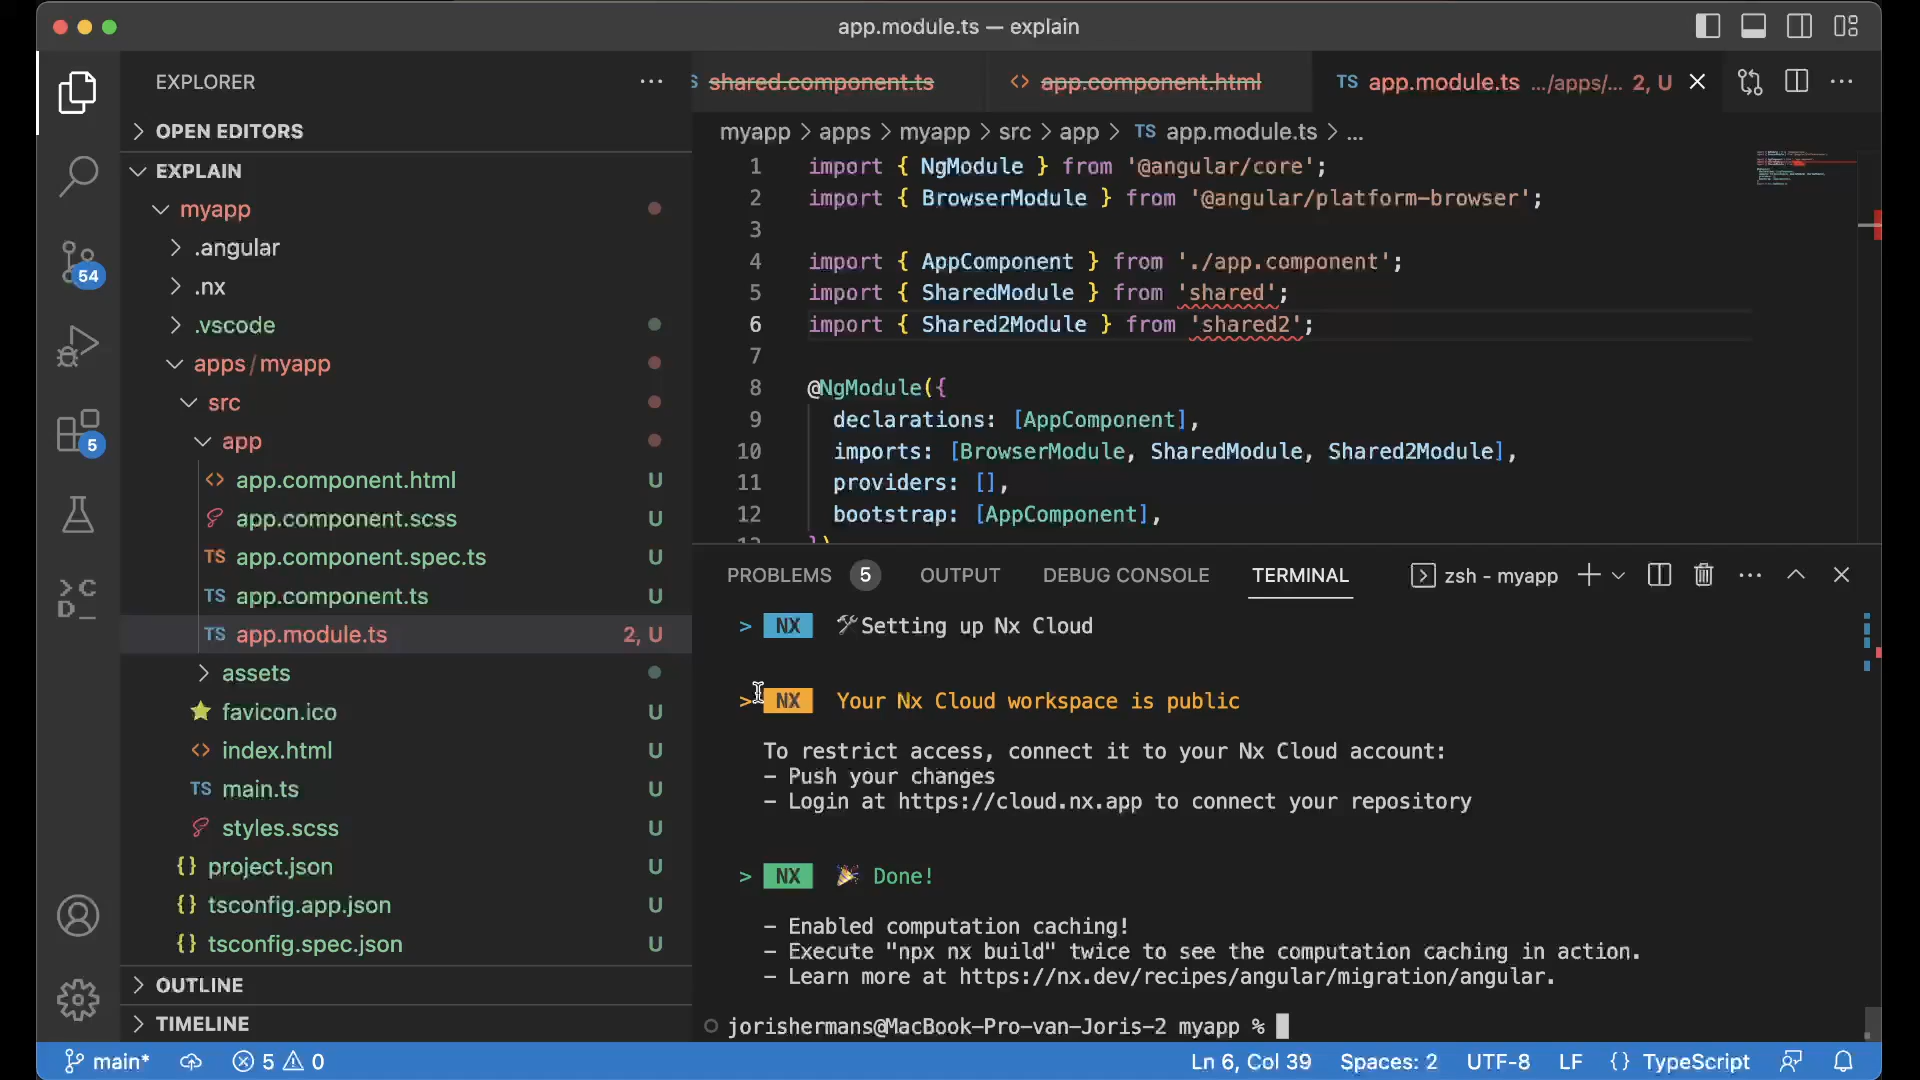 app.module.ts — explain
EXPLORER
OPEN EDITORS
EXPLAIN
myapp
.angular
.nx
.vscode
apps/myapp
src
app
app.component.html U
app.component.scss U
app.component.spec.ts U
TS app.component.ts U
TS app.module.ts 2, U
assets
favicon.ico U
index.html U
TS main.ts U
styles.scss U
{} project.json U
{} tsconfig.app.json U
{} tsconfig.spec.json U
OUTLINE
TIMELINE
54
5
shared.component.ts
app.component.html
TS app.module.ts .../apps/... 2, U
myapp > apps > myapp > src > app > TS app.module.ts > ...
1 import { NgModule } from '@angular/core';
2 import { BrowserModule } from '@angular/platform-browser';
3
4 import { AppComponent } from './app.component';
5 import { SharedModule } from 'shared';
6 import { Shared2Module } from 'shared2';
7
8 @NgModule({
9 declarations: [AppComponent],
10 imports: [BrowserModule, SharedModule, Shared2Module],
11 providers: [],
12 bootstrap: [AppComponent],
PROBLEMS 5 OUTPUT DEBUG CONSOLE TERMINAL zsh - myapp
> NX Setting up Nx Cloud
> NX Your Nx Cloud workspace is public
To restrict access, connect it to your Nx Cloud account:
- Push your changes
- Login at https://cloud.nx.app to connect your repository
> NX Done!
- Enabled computation caching!
- Execute "npx nx build" twice to see the computation caching in action.
- Learn more at https://nx.dev/recipes/angular/migration/angular.
jorishermans@MacBook-Pro-van-Joris-2 myapp %
main* 5 0 Ln 6, Col 39 Spaces: 2 UTF-8 LF {} TypeScript